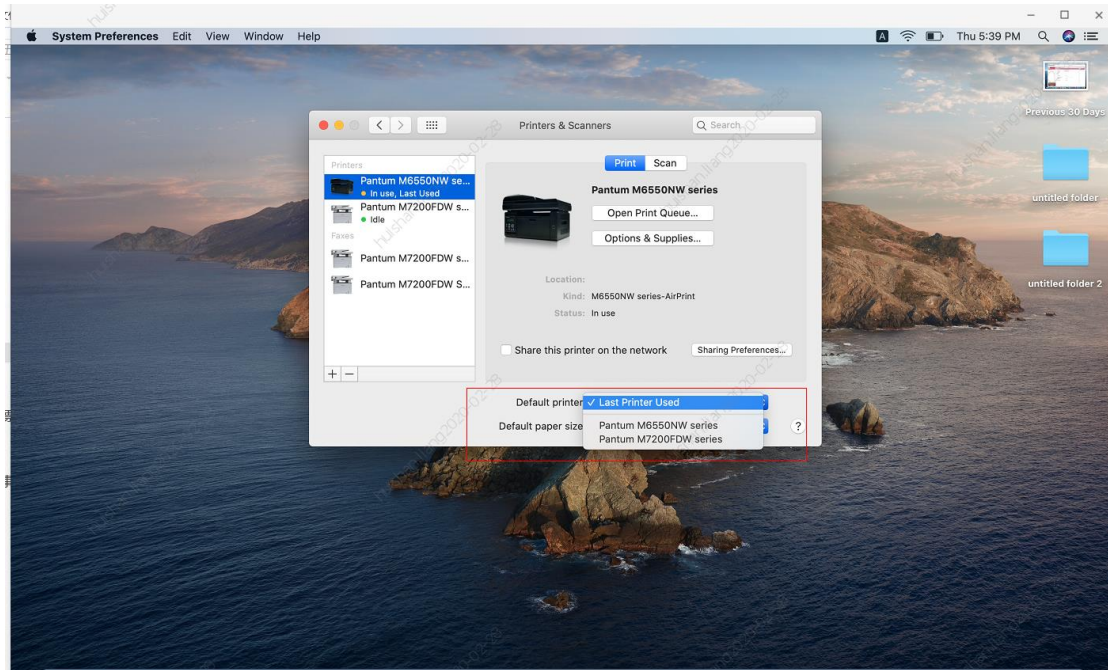 System Preferences Edit View Window Help
A Thu 5:39 PM
Previous 30 Days
untitled folder
untitled folder 2
Printers & Scanners
Search
Printers
Pantum M6550NW se...
In use, Last Used
Pantum M7200FDW s...
Idle
Faxes
Pantum M7200FDW s...
Pantum M7200FDW S...
+ −
Print Scan
Pantum M6550NW series
Open Print Queue...
Options & Supplies...
Location:
Kind: M6550NW series-AirPrint
Status: In use
Share this printer on the network Sharing Preferences...
Default printer ✓ Last Printer Used
Default paper size
Pantum M6550NW series
Pantum M7200FDW series
?